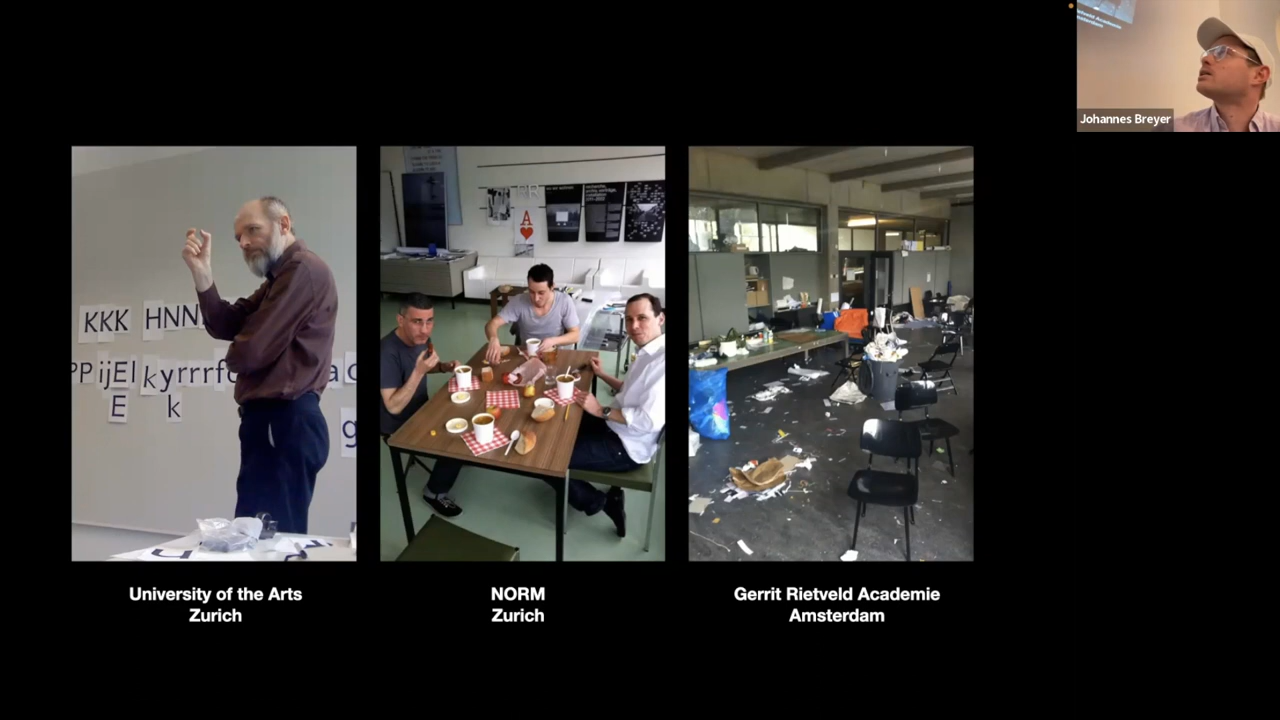 Johannes Breyer
KKK HNN
PP ijEl kyrrrf
E k
g
A
University of the Arts
Zurich
NORM
Zurich
Gerrit Rietveld Academie
Amsterdam